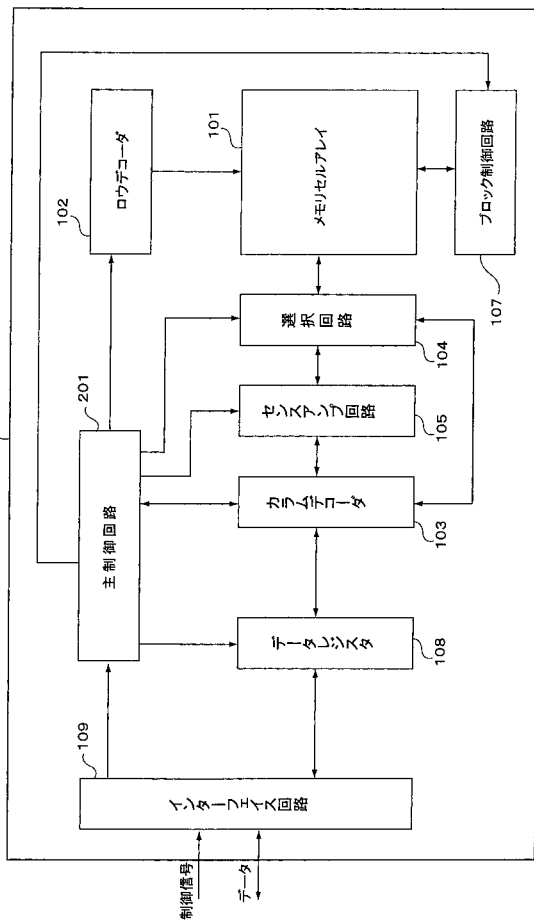 制御信号
データ
109
インターフェイス回路
201
主制御回路
データレジスタ
108
カラムデコーダ
103
センスアンプ回路
105
選択回路
104
102
ロウデコーダ
101
メモリセルアレイ
ブロック制御回路
107